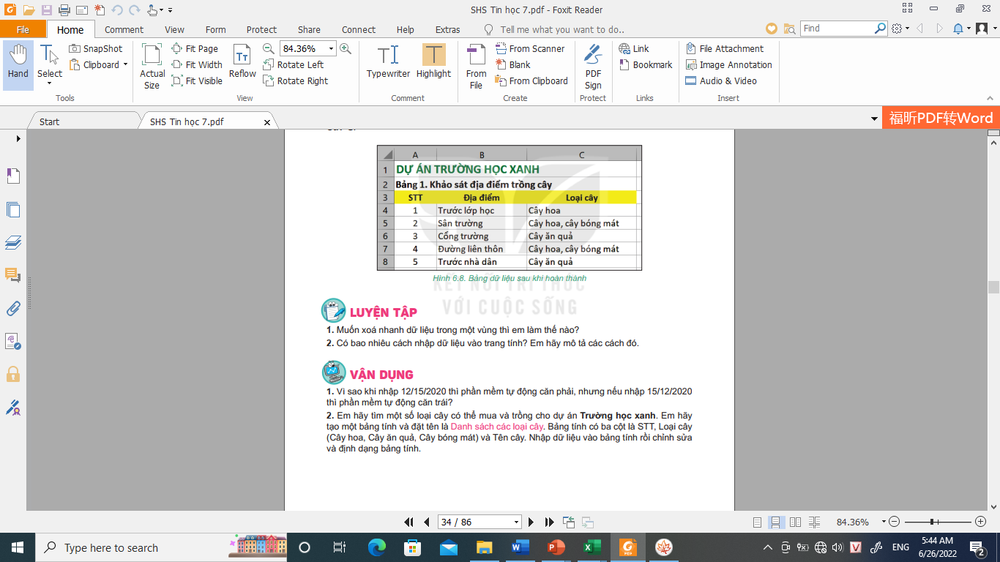 SHS Tin học 7.pdf - Foxit Reader
File Home Comment View Form Protect Share Connect Help Extras Tell me what you want to do.. Find
Hand
Select
SnapShot
Clipboard
Tools
Actual Size
Fit Page
Fit Width
Fit Visible
Reflow
84.36%
Rotate Left
Rotate Right
View
Typewriter
Highlight
Comment
From File
From Scanner
Blank
From Clipboard
Create
PDF Sign
Protect
Link
Bookmark
Links
File Attachment
Image Annotation
Audio & Video
Insert
Start
SHS Tin học 7.pdf
福昕PDF转Word
A B C
1 DỰ ÁN TRƯỜNG HỌC XANH
2 Bảng 1. Khảo sát địa điểm trồng cây
3 STT Địa điểm Loại cây
4 1 Trước lớp học Cây hoa
5 2 Sân trường Cây hoa, cây bóng mát
6 3 Cổng trường Cây ăn quả
7 4 Đường liên thôn Cây hoa, cây bóng mát
8 5 Trước nhà dân Cây ăn quả
Hình 6.8. Bảng dữ liệu sau khi hoàn thành
KẾT NỐI TRI THỨC
VỚI CUỘC SỐNG
LUYỆN TẬP
1. Muốn xoá nhanh dữ liệu trong một vùng thì em làm thế nào?
2. Có bao nhiêu cách nhập dữ liệu vào trang tính? Em hãy mô tả các cách đó.
VẬN DỤNG
1. Vì sao khi nhập 12/15/2020 thì phần mềm tự động căn phải, nhưng nếu nhập 15/12/2020
thì phần mềm tự động căn trái?
2. Em hãy tìm một số loại cây có thể mua và trồng cho dự án Trường học xanh. Em hãy
tạo một bảng tính và đặt tên là Danh sách các loại cây. Bảng tính có ba cột là STT, Loại cây
(Cây hoa, Cây ăn quả, Cây bóng mát) và Tên cây. Nhập dữ liệu vào bảng tính rồi chỉnh sửa
và định dạng bảng tính.
34 / 86
84.36%
Type here to search
ENG
5:44 AM
6/26/2022
2